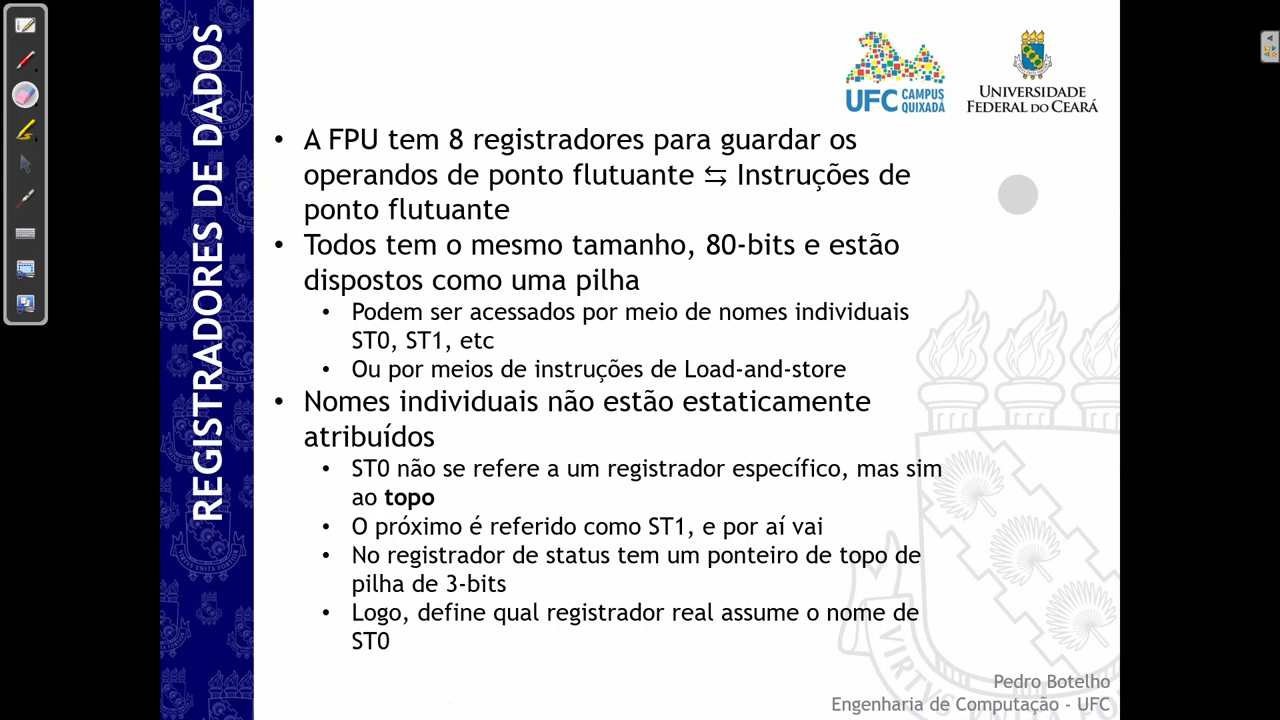 REGISTRADORES DE DADOS
UFC CAMPUS
QUIXADÁ
UNIVERSIDADE
FEDERAL DO CEARÁ
• A FPU tem 8 registradores para guardar os
operandos de ponto flutuante ⇆ Instruções de
ponto flutuante
• Todos tem o mesmo tamanho, 80-bits e estão
dispostos como uma pilha
• Podem ser acessados por meio de nomes individuais
ST0, ST1, etc
• Ou por meios de instruções de Load-and-store
• Nomes individuais não estão estaticamente
atribuídos
• ST0 não se refere a um registrador específico, mas sim
ao topo
• O próximo é referido como ST1, e por aí vai
• No registrador de status tem um ponteiro de topo de
pilha de 3-bits
• Logo, define qual registrador real assume o nome de
ST0
Pedro Botelho
Engenharia de Computação - UFC